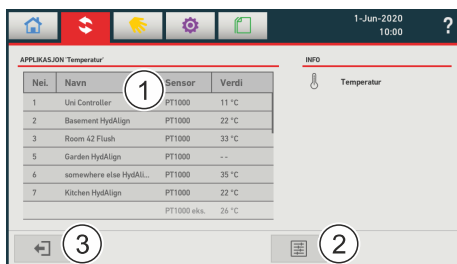 1-Jun-2020
10:00
?
APPLIKASJON 'Temperatur'
INFO
Nei. Navn Sensor Verdi
Temperatur
1
1 Uni Controller PT1000 11 °C
2 Basement HydAlign PT1000 22 °C
3 Room 42 Flush PT1000 33 °C
5 Garden HydAlign PT1000 --
6 somewhere else HydAli... PT1000 35 °C
7 Kitchen HydAlign PT1000 22 °C
PT1000 eks. 26 °C
3
2